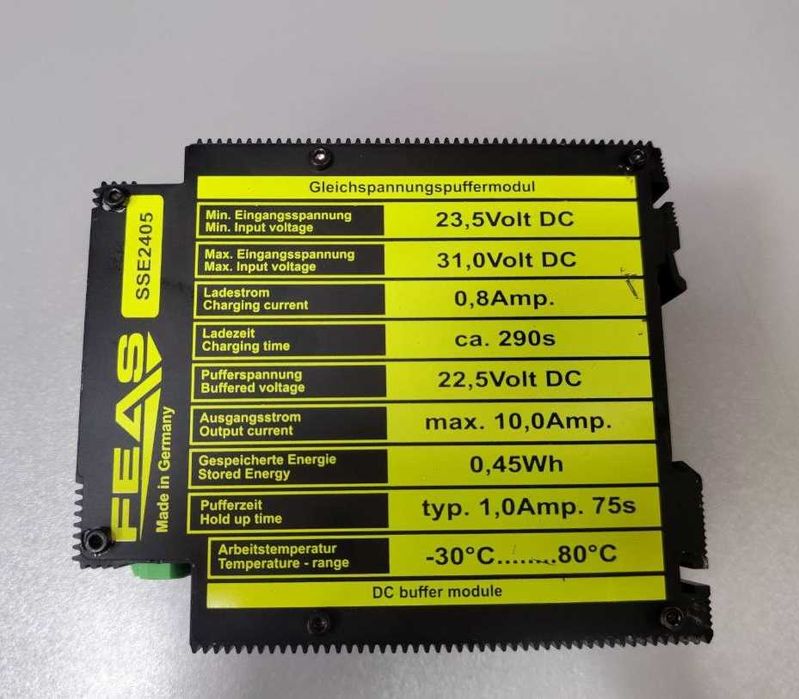 Gleichspannungspuffermodul
Min. Eingangsspannung
Min. Input voltage
23,5Volt DC
Max. Eingangsspannung
Max. Input voltage
31,0Volt DC
Ladestrom
Charging current
0,8Amp.
Ladezeit
Charging time
ca. 290s
Pufferspannung
Buffered voltage
22,5Volt DC
Ausgangsstrom
Output current
max. 10,0Amp.
Gespeicherte Energie
Stored Energy
0,45Wh
Pufferzeit
Hold up time
typ. 1,0Amp. 75s
Arbeitstemperatur
Temperature - range
-30°C........80°C
DC buffer module
SSE2405
FEAS
Made in Germany